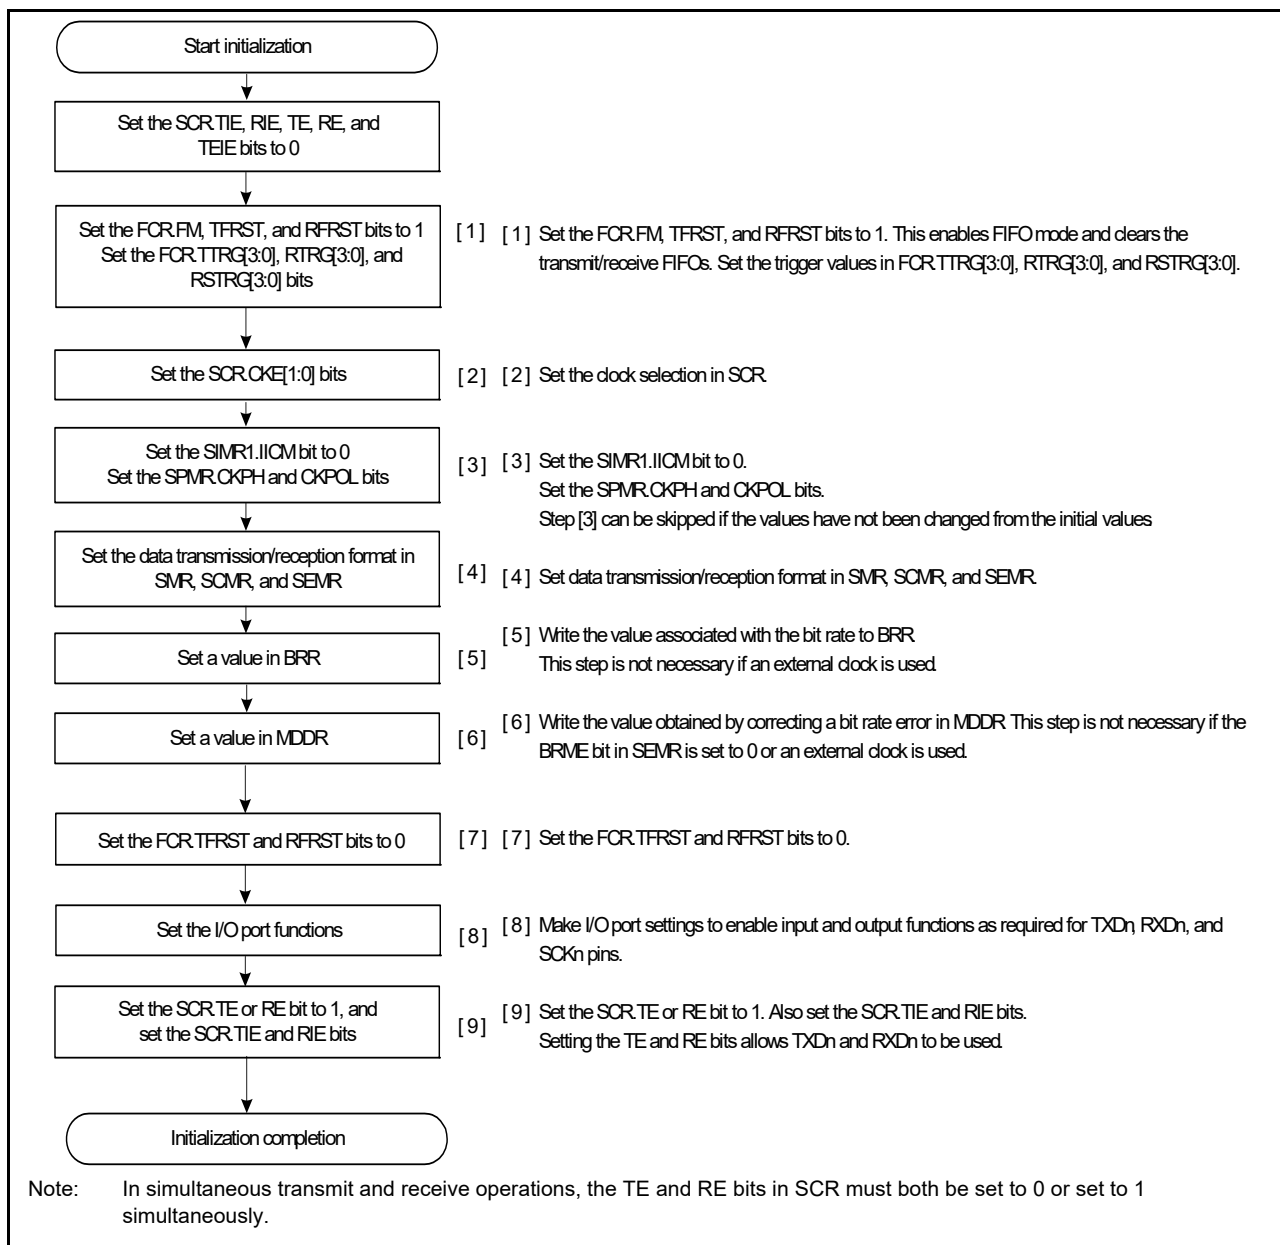 Start initialization
Set the SCR.TIE, RIE, TE, RE, and
TEIE bits to 0
Set the FCR.FM, TFRST, and RFRST bits to 1
Set the FCR.TTRG[3:0], RTRG[3:0], and
RSTRG[3:0] bits
[1]
[1] Set the FCR.FM, TFRST, and RFRST bits to 1. This enables FIFO mode and clears the
transmit/receive FIFOs. Set the trigger values in FCR.TTRG[3:0], RTRG[3:0], and RSTRG[3:0].
Set the SCR.CKE[1:0] bits
[2]
[2] Set the clock selection in SCR.
Set the SIMR1.IICM bit to 0
Set the SPMR.CKPH and CKPOL bits
[3]
[3] Set the SIMR1.IICM bit to 0.
Set the SPMR.CKPH and CKPOL bits.
Step [3] can be skipped if the values have not been changed from the initial values.
Set the data transmission/reception format in
SMR, SCMR, and SEMR
[4]
[4] Set data transmission/reception format in SMR, SCMR, and SEMR.
Set a value in BRR
[5]
[5] Write the value associated with the bit rate to BRR.
This step is not necessary if an external clock is used.
Set a value in MDDR
[6]
[6] Write the value obtained by correcting a bit rate error in MDDR. This step is not necessary if the
BRME bit in SEMR is set to 0 or an external clock is used.
Set the FCR.TFRST and RFRST bits to 0
[7]
[7] Set the FCR.TFRST and RFRST bits to 0.
Set the I/O port functions
[8]
[8] Make I/O port settings to enable input and output functions as required for TXDn, RXDn, and
SCKn pins.
Set the SCR.TE or RE bit to 1, and
set the SCR.TIE and RIE bits
[9]
[9] Set the SCR.TE or RE bit to 1. Also set the SCR.TIE and RIE bits.
Setting the TE and RE bits allows TXDn and RXDn to be used.
Initialization completion
Note: In simultaneous transmit and receive operations, the TE and RE bits in SCR must both be set to 0 or set to 1
simultaneously.